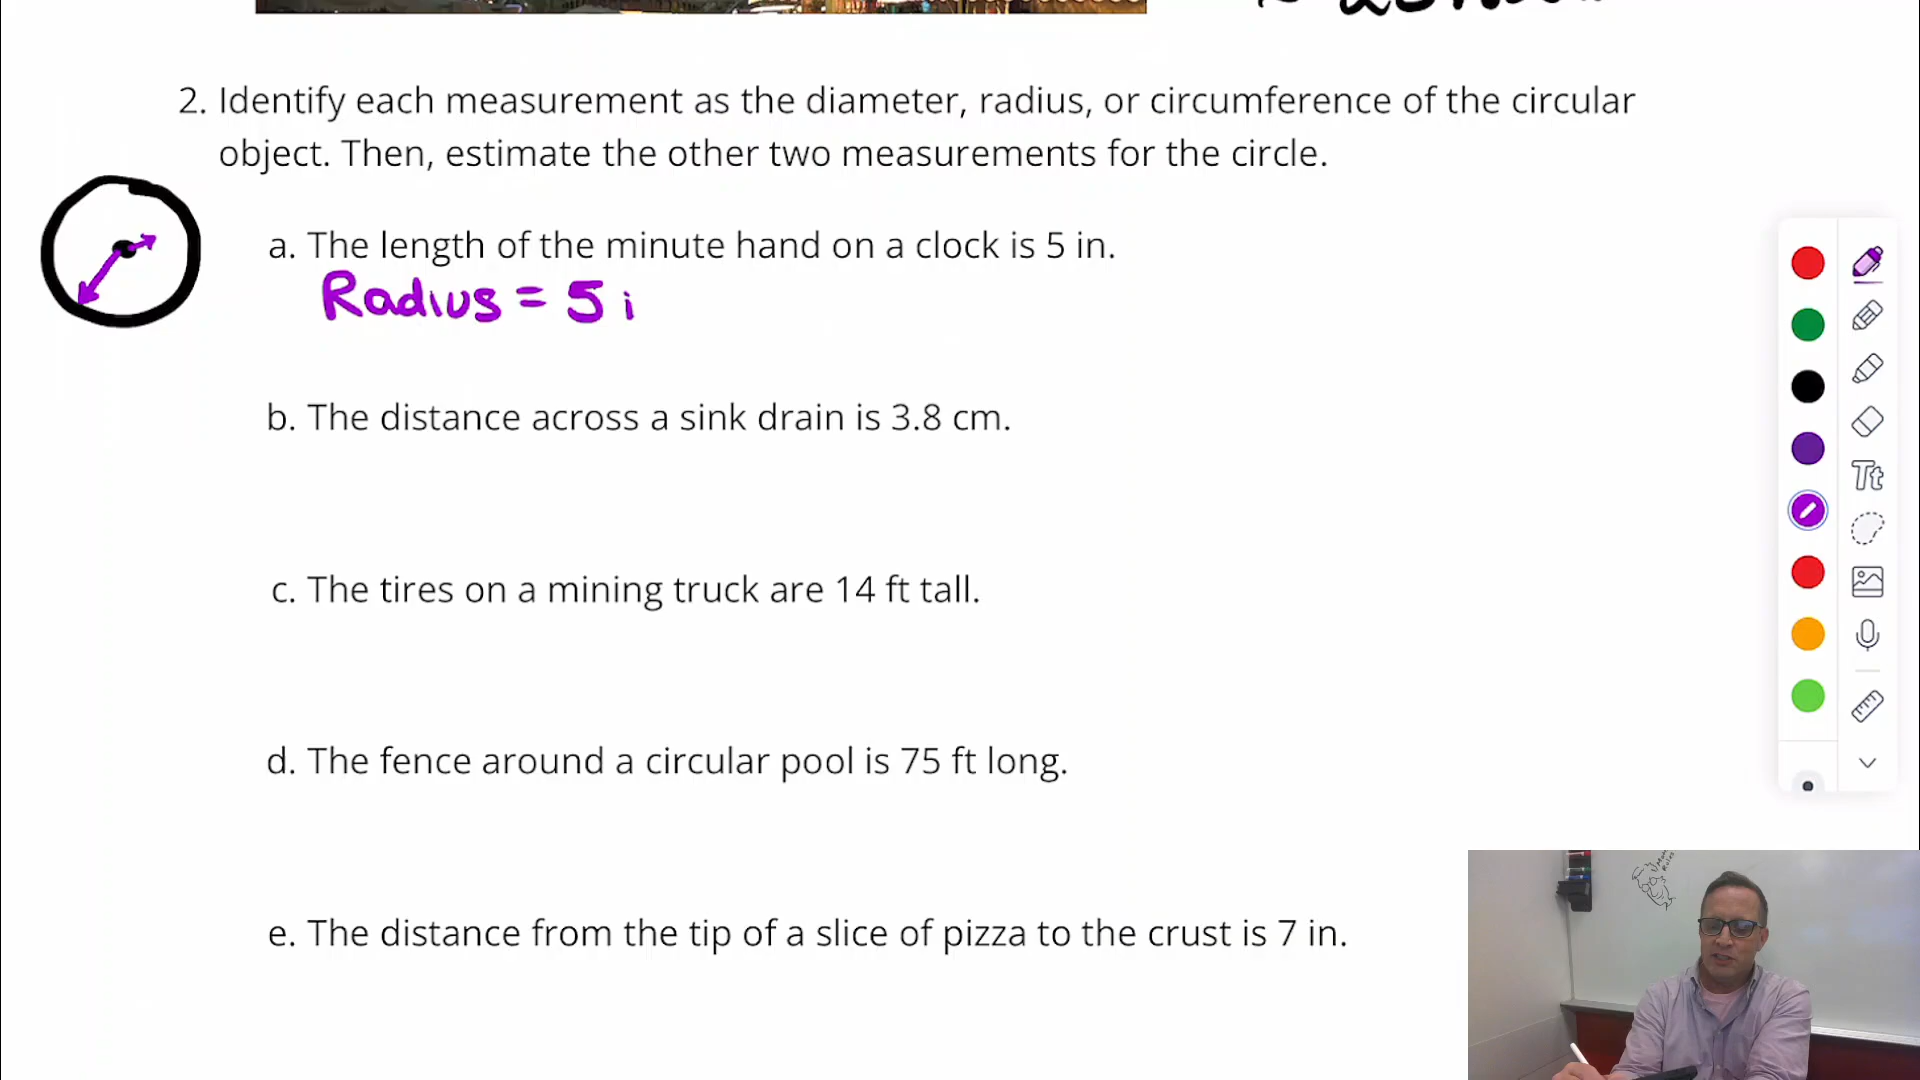 2. Identify each measurement as the diameter, radius, or circumference of the circular
object. Then, estimate the other two measurements for the circle.
a. The length of the minute hand on a clock is 5 in.
Radius = 5 i
b. The distance across a sink drain is 3.8 cm.
c. The tires on a mining truck are 14 ft tall.
d. The fence around a circular pool is 75 ft long.
e. The distance from the tip of a slice of pizza to the crust is 7 in.
Tt